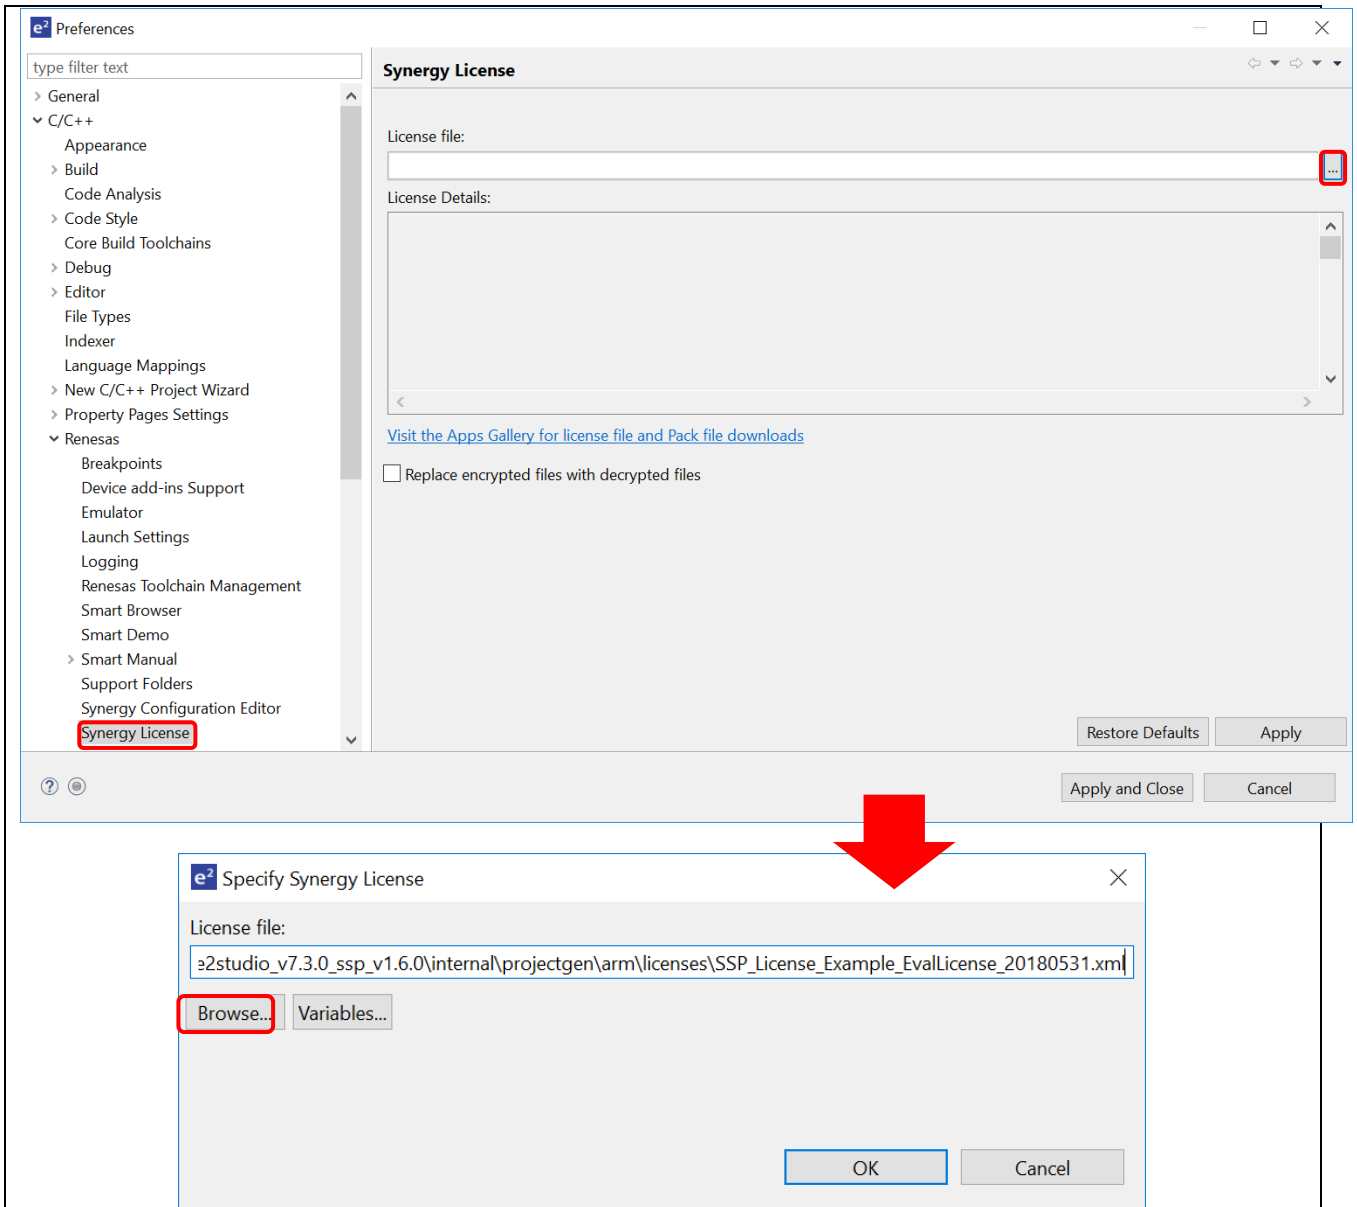 e² Preferences
type filter text
Synergy License
General
C/C++
Appearance
Build
Code Analysis
Code Style
Core Build Toolchains
Debug
Editor
File Types
Indexer
Language Mappings
New C/C++ Project Wizard
Property Pages Settings
Renesas
Breakpoints
Device add-ins Support
Emulator
Launch Settings
Logging
Renesas Toolchain Management
Smart Browser
Smart Demo
Smart Manual
Support Folders
Synergy Configuration Editor
Synergy License
License file:
...
License Details:
Visit the Apps Gallery for license file and Pack file downloads
Replace encrypted files with decrypted files
Restore Defaults Apply
Apply and Close Cancel
e² Specify Synergy License
License file:
e2studio_v7.3.0_ssp_v1.6.0\internal\projectgen\arm\licenses\SSP_License_Example_EvalLicense_20180531.xml
Browse... Variables...
OK Cancel